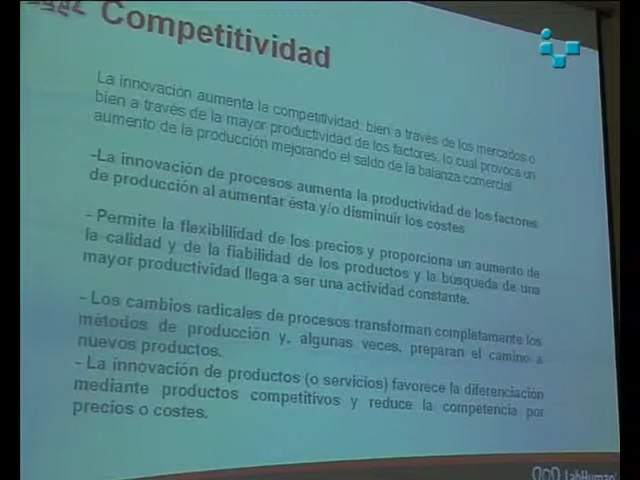 Competitividad
La innovación aumenta la competitividad; bien a través de los mercados o
bien a través de la mayor productividad de los factores, lo cual provoca un
aumento de la producción mejorando el saldo de la balanza comercial
-La innovación de procesos aumenta la productividad de los factores
de producción al aumentar ésta y/o disminuir los costes
- Permite la flexiblilidad de los precios y proporciona un aumento de
la calidad y de la fiabilidad de los productos y la búsqueda de una
mayor productividad llega a ser una actividad constante.
- Los cambios radicales de procesos transforman completamente los
métodos de producción y, algunas veces, preparan el camino a
nuevos productos.
- La innovación de productos (o servicios) favorece la diferenciación
mediante productos competitivos y reduce la competencia por
precios o costes.
LabHuman